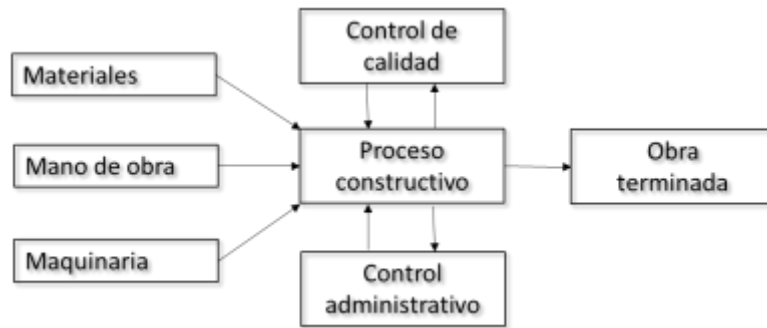 Materiales
Mano de obra
Maquinaria
Control de
calidad
Proceso
constructivo
Control
administrativo
Obra
terminada